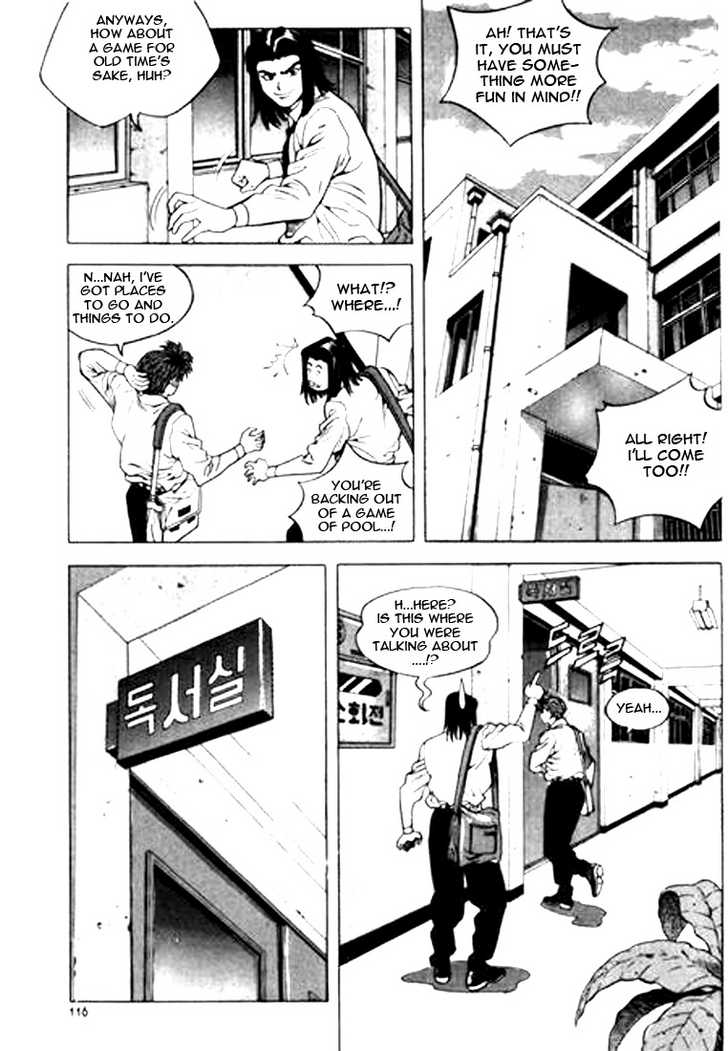 ANYWAYS,
HOW ABOUT
A GAME FOR
OLD TIME'S
SAKE, HUH?
AH! THAT'S
IT, YOU MUST
HAVE SOME-
THING MORE
FUN IN MIND!!
N...NAH, I'VE
GOT PLACES
TO GO AND
THINGS TO DO.
WHAT!?
WHERE...!
YOU'RE
BACKING OUT
OF A GAME
OF POOL...!
ALL RIGHT!
I'LL COME
TOO!!
독서실
H...HERE?
IS THIS WHERE
YOU WERE
TALKING ABOUT
....!?
YEAH...
116